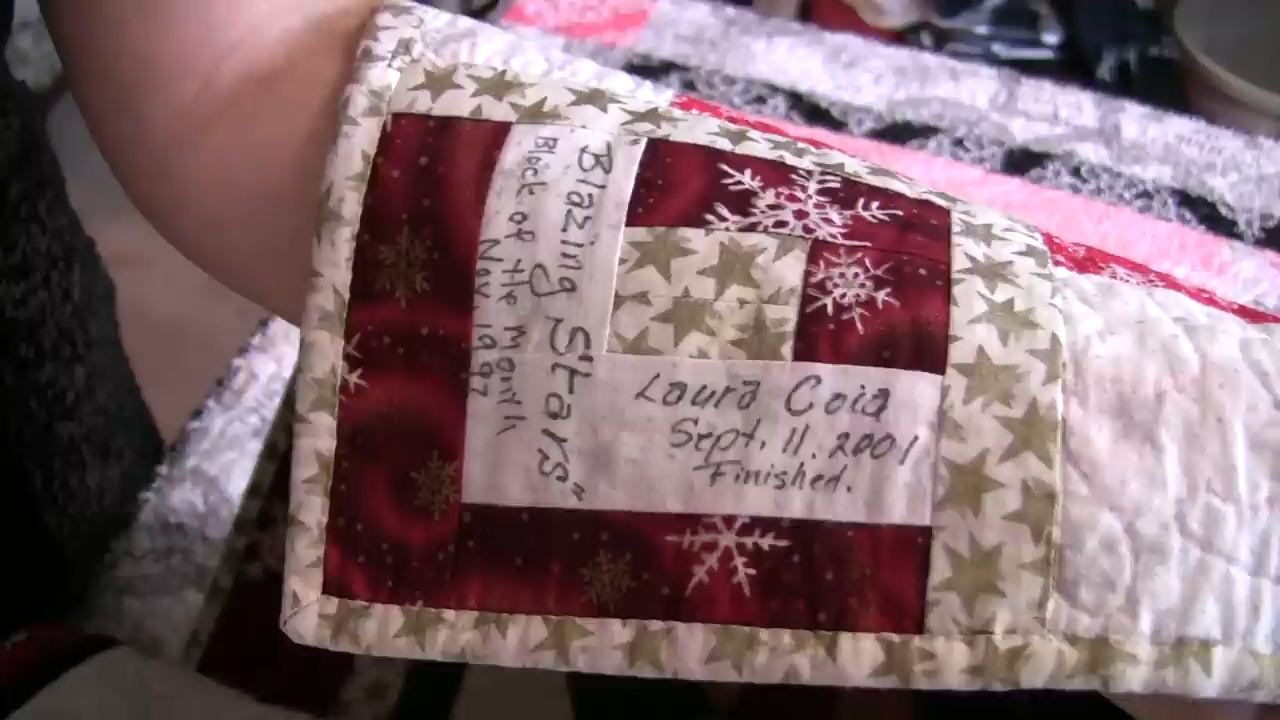 Blazing Stars"
Block of the Month
Nov. 1997
Laura Coia
Sept. 11. 2001
Finished.